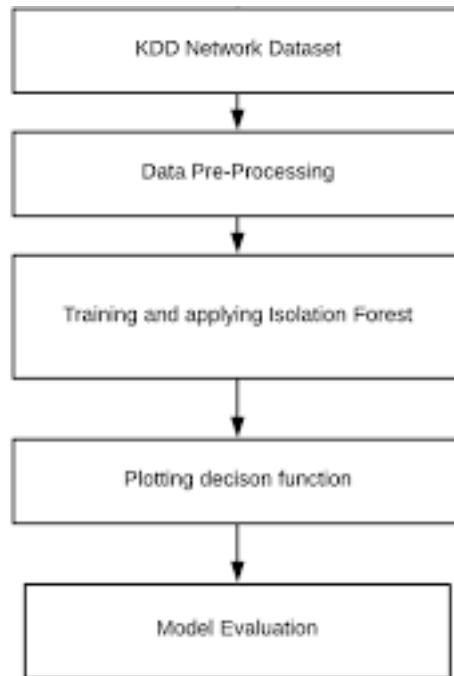 KDD Network Dataset
Data Pre-Processing
Training and applying Isolation Forest
Plotting decison function
Model Evaluation